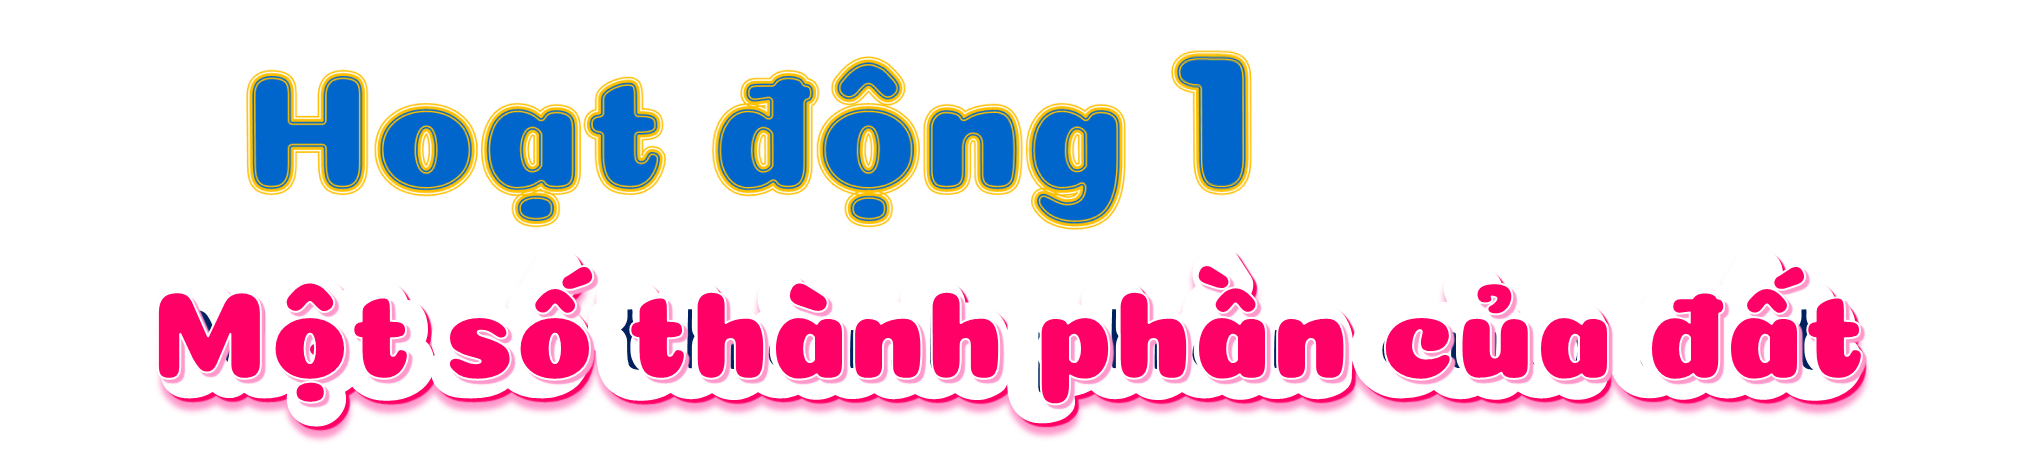 Hoạt động 1
Một số thành phần của đất